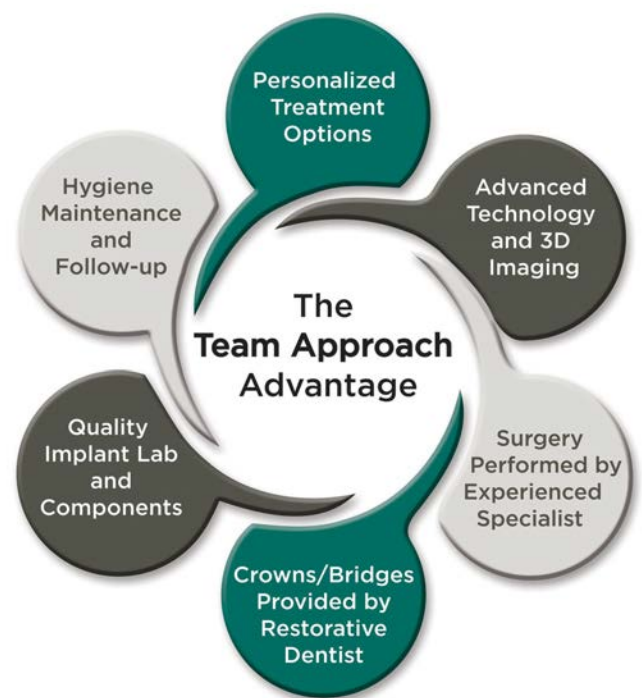 The
Team Approach
Advantage
Personalized
Treatment
Options
Advanced
Technology
and 3D
Imaging
Surgery
Performed by
Experienced
Specialist
Crowns/Bridges
Provided by
Restorative
Dentist
Quality
Implant Lab
and
Components
Hygiene
Maintenance
and
Follow-up